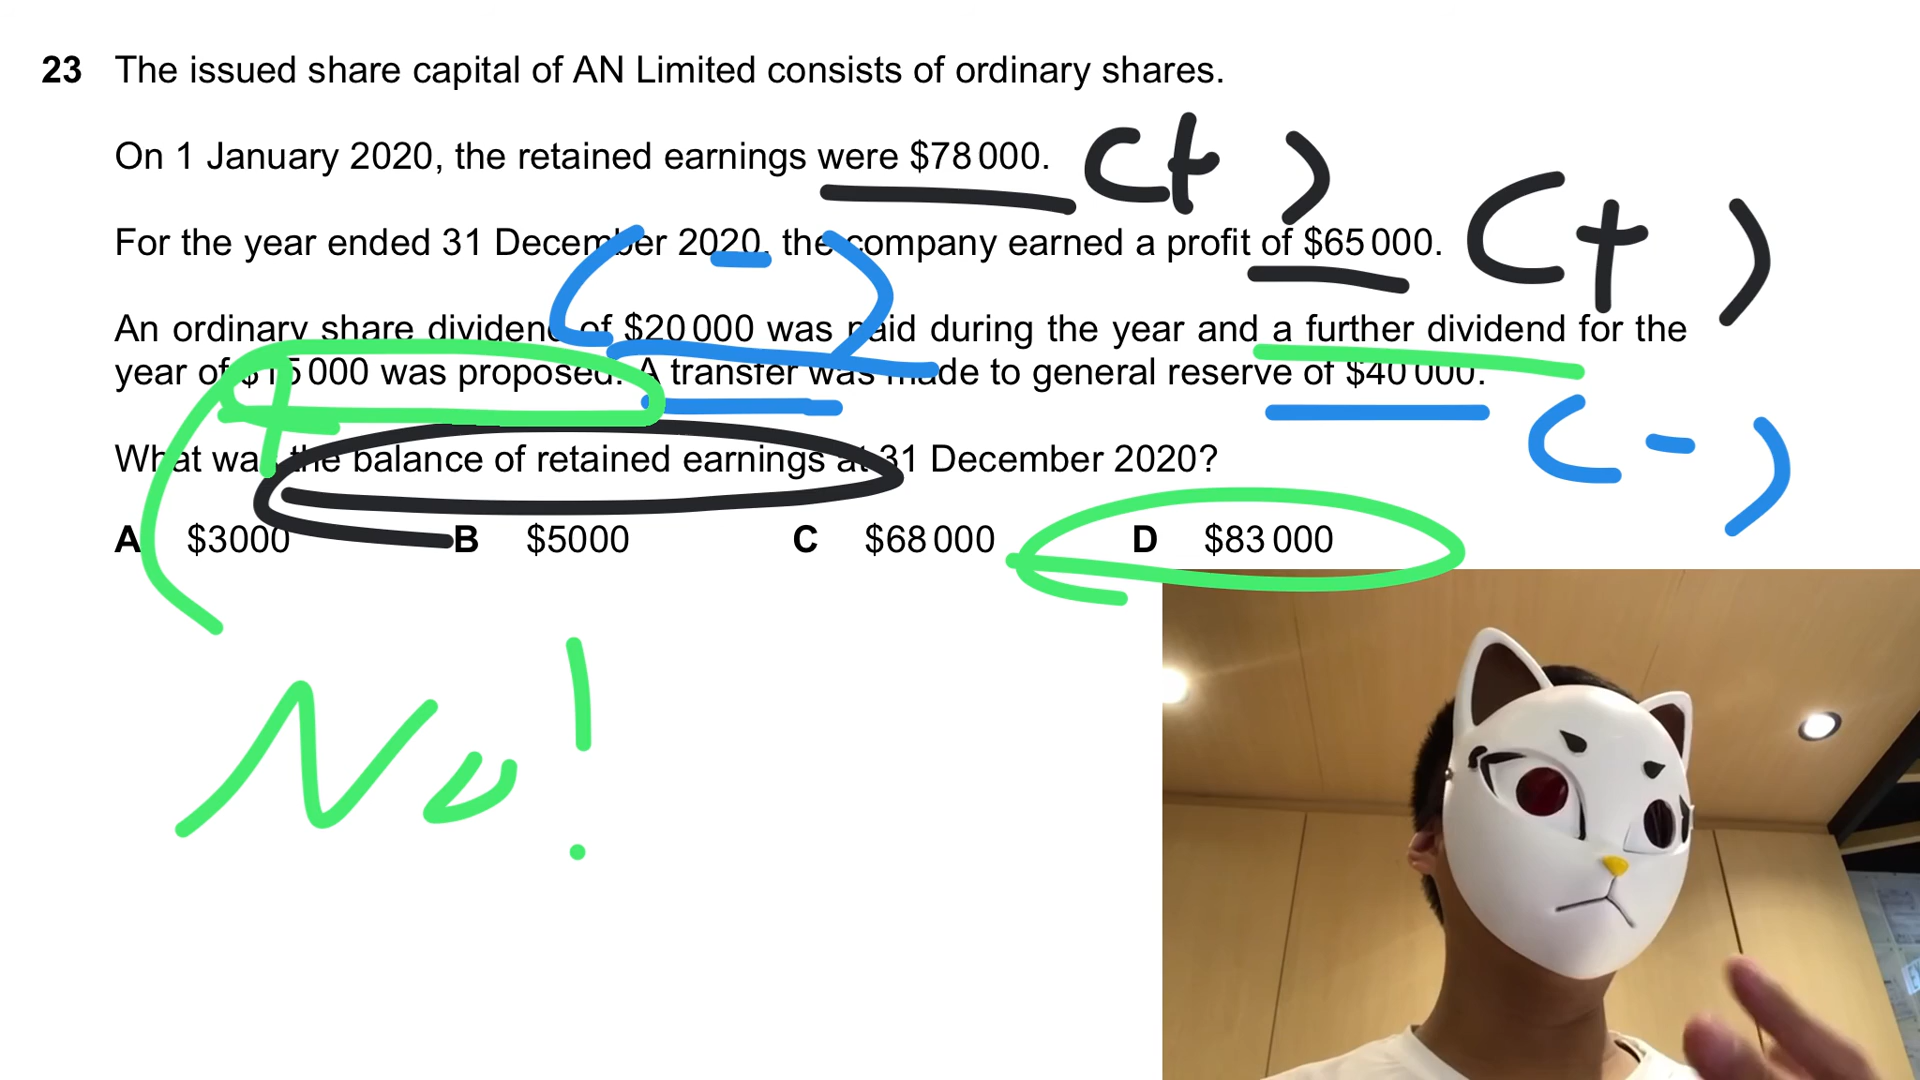 23 The issued share capital of AN Limited consists of ordinary shares.
On 1 January 2020, the retained earnings were $78 000. (+)
For the year ended 31 December 2020, the company earned a profit of $65 000. (+)
(-)
An ordinary share dividend of $20 000 was paid during the year and a further dividend for the
year of $15 000 was proposed. A transfer was made to general reserve of $40 000.
(-)
What was the balance of retained earnings at 31 December 2020?
A $3000 B $5000 C $68 000 D $83 000
No!